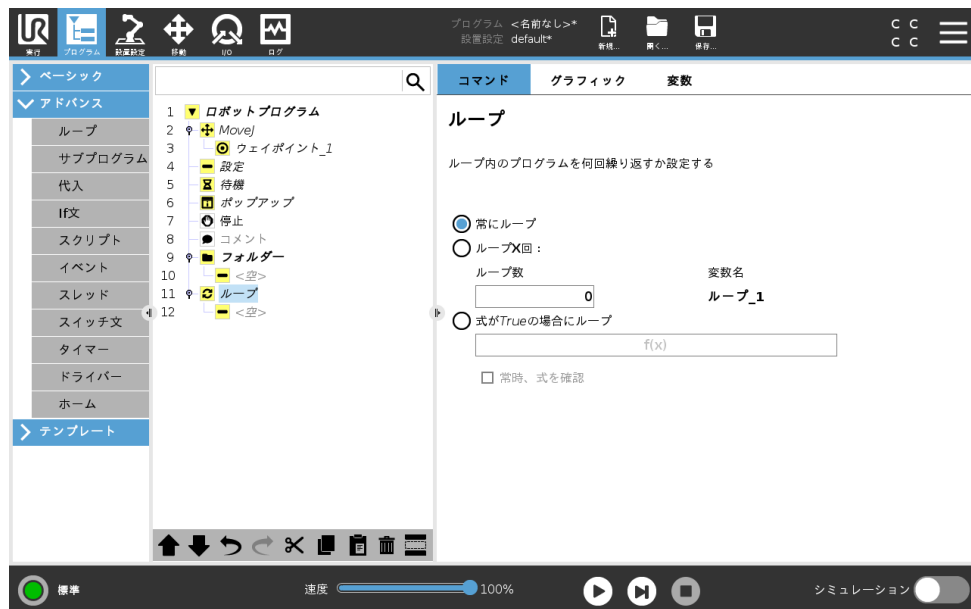 UR
プログラム <名前なし>*
設置設定 default*
実行 プログラム 設置設定 移動 I/O ログ
新規... 開く... 保存...
C C
C C
ベーシック
アドバンス
ループ
サブプログラム
代入
If文
スクリプト
イベント
スレッド
スイッチ文
タイマー
ドライバー
ホーム
テンプレート
1 ロボットプログラム
2 MoveJ
3 ウェイポイント_1
4 設定
5 待機
6 ポップアップ
7 停止
8 コメント
9 フォルダー
10 <空>
11 ループ
12 <空>
コマンド グラフィック 変数
ループ
ループ内のプログラムを何回繰り返すか設定する
常にループ
ループX回：
ループ数 変数名
0 ループ_1
式がTrueの場合にループ
f(x)
常時、式を確認
標準 速度 100% シミュレーション